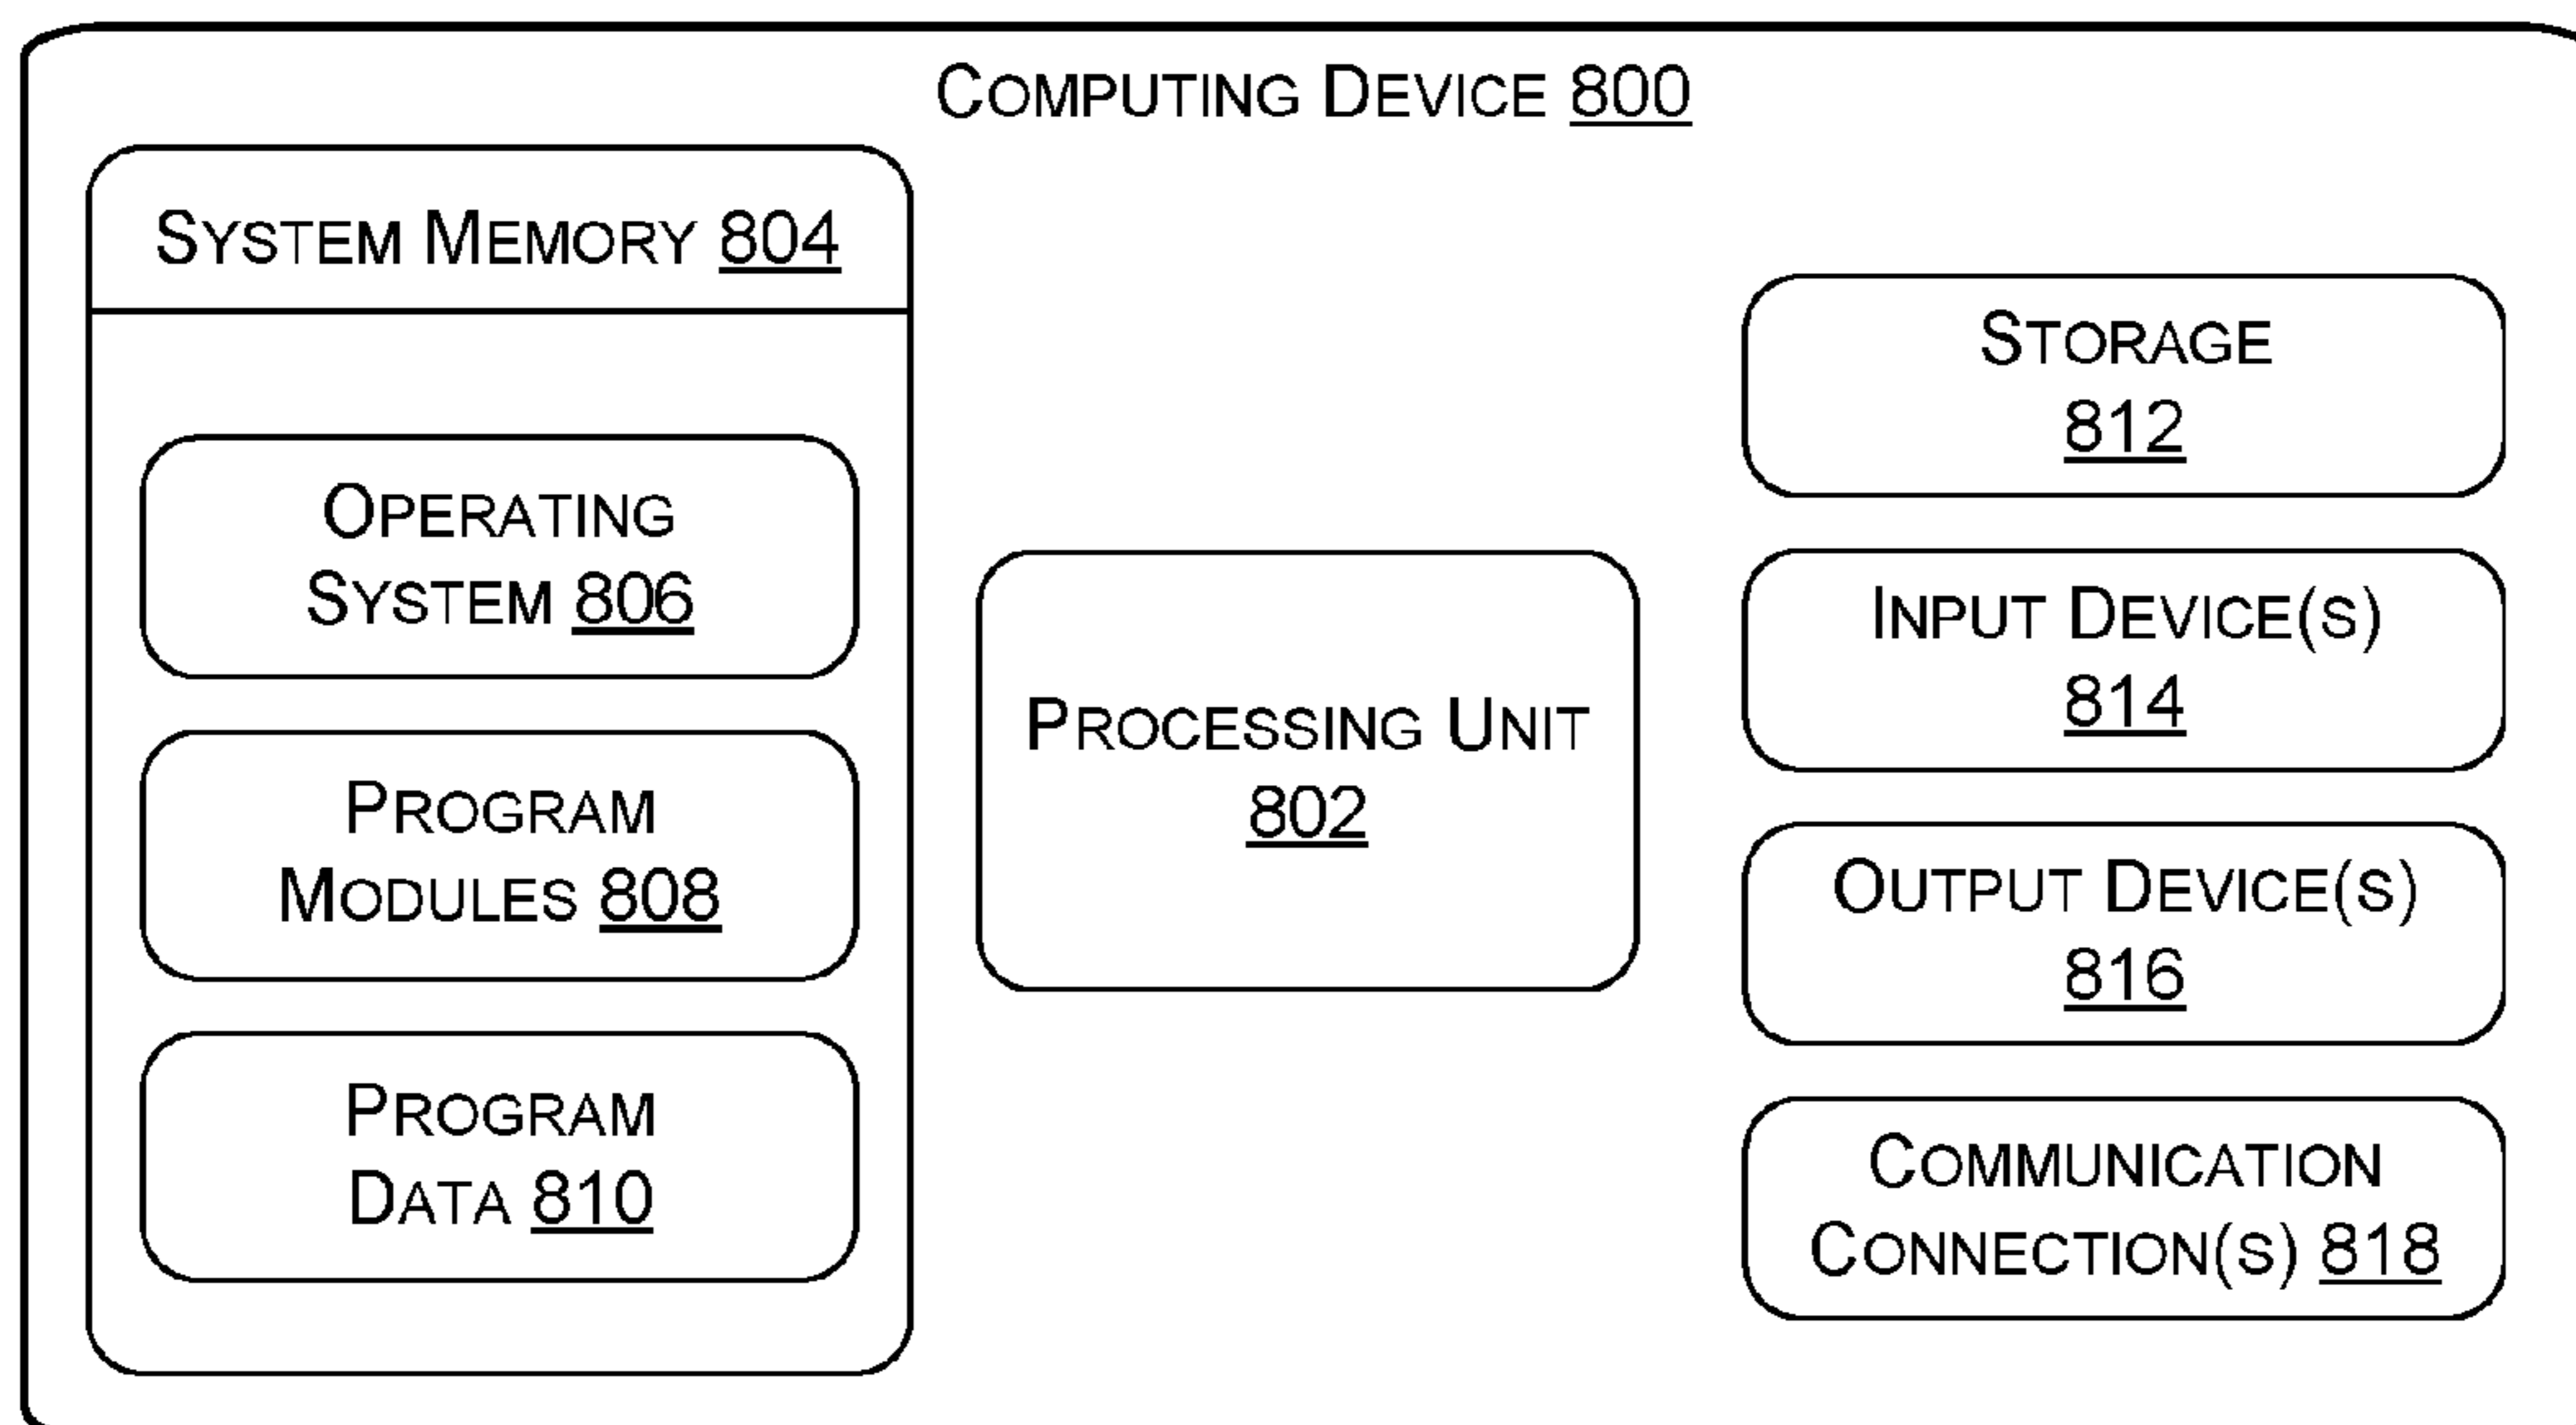 COMPUTING DEVICE 800
SYSTEM MEMORY 804
OPERATING
SYSTEM 806
PROGRAM
MODULES 808
PROGRAM
DATA 810
PROCESSING UNIT
802
STORAGE
812
INPUT DEVICE(S)
814
OUTPUT DEVICE(S)
816
COMMUNICATION
CONNECTION(S) 818